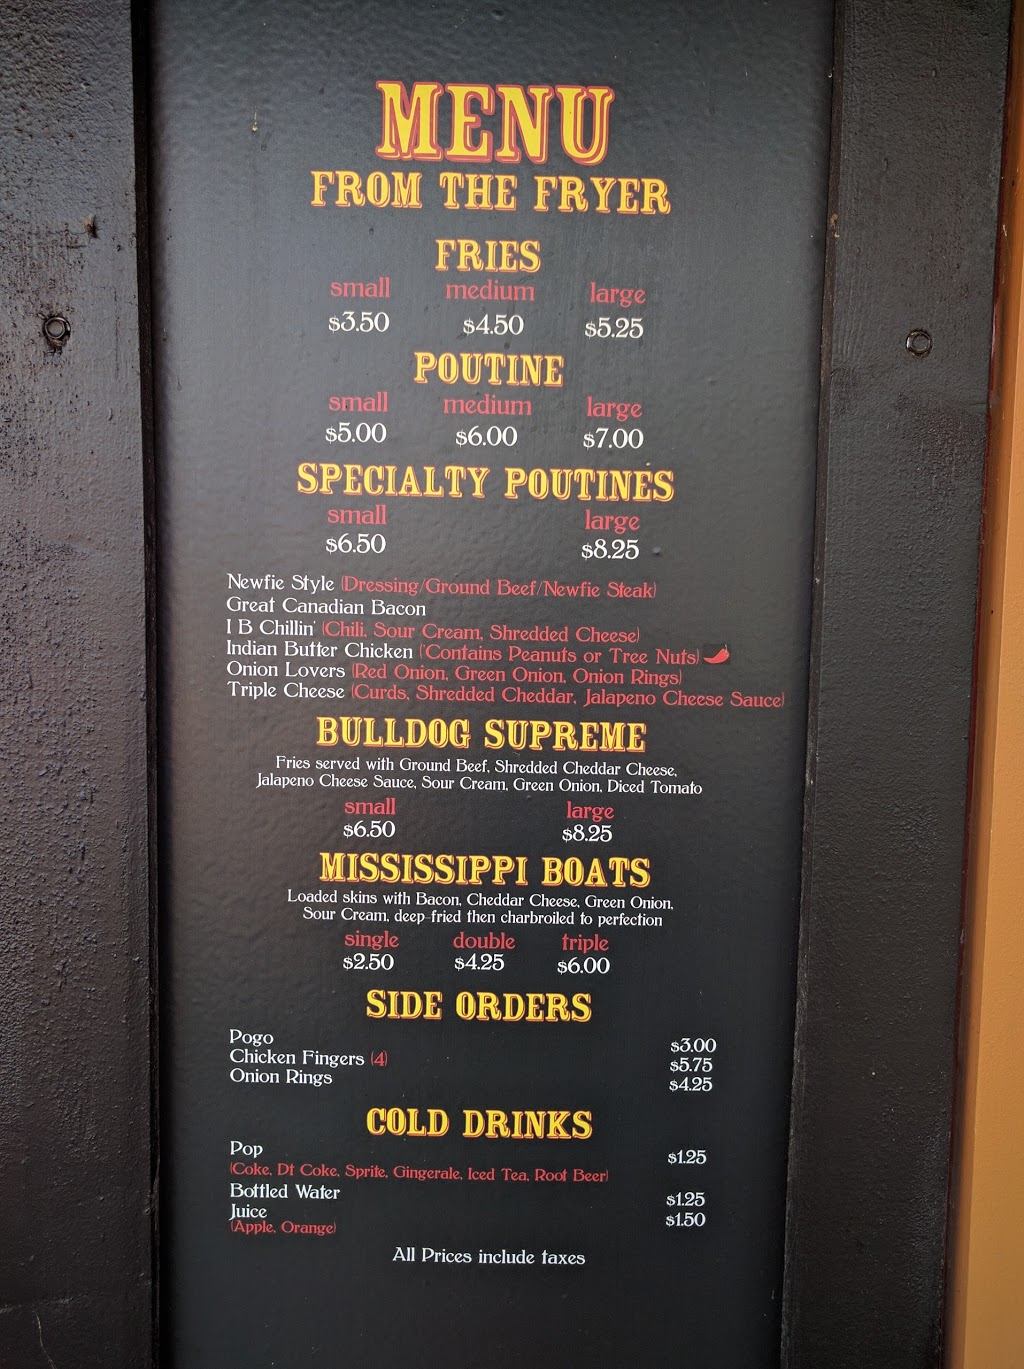 MENU
FROM THE FRYER
FRIES
small medium large
$3.50 $4.50 $5.25
POUTINE
small medium large
$5.00 $6.00 $7.00
SPECIALTY POUTINES
small large
$6.50 $8.25
Newfie Style (Dressing/Ground Beef/Newfie Steak)
Great Canadian Bacon
I B Chillin' (Chili, Sour Cream, Shredded Cheese)
Indian Butter Chicken (Contains Peanuts or Tree Nuts)
Onion Lovers (Red Onion, Green Onion, Onion Rings)
Triple Cheese (Curds, Shredded Cheddar, Jalapeno Cheese Sauce)
BULLDOG SUPREME
Fries served with Ground Beef, Shredded Cheddar Cheese,
Jalapeno Cheese Sauce, Sour Cream, Green Onion, Diced Tomato
small large
$6.50 $8.25
MISSISSIPPI BOATS
Loaded skins with Bacon, Cheddar Cheese, Green Onion,
Sour Cream, deep-fried then charbroiled to perfection
single double triple
$2.50 $4.25 $6.00
SIDE ORDERS
Pogo $3.00
Chicken Fingers (4) $5.75
Onion Rings $4.25
COLD DRINKS
Pop $1.25
(Coke, Dt Coke, Sprite, Gingerale, Iced Tea, Root Beer)
Bottled Water $1.25
Juice $1.50
(Apple, Orange)
All Prices include taxes